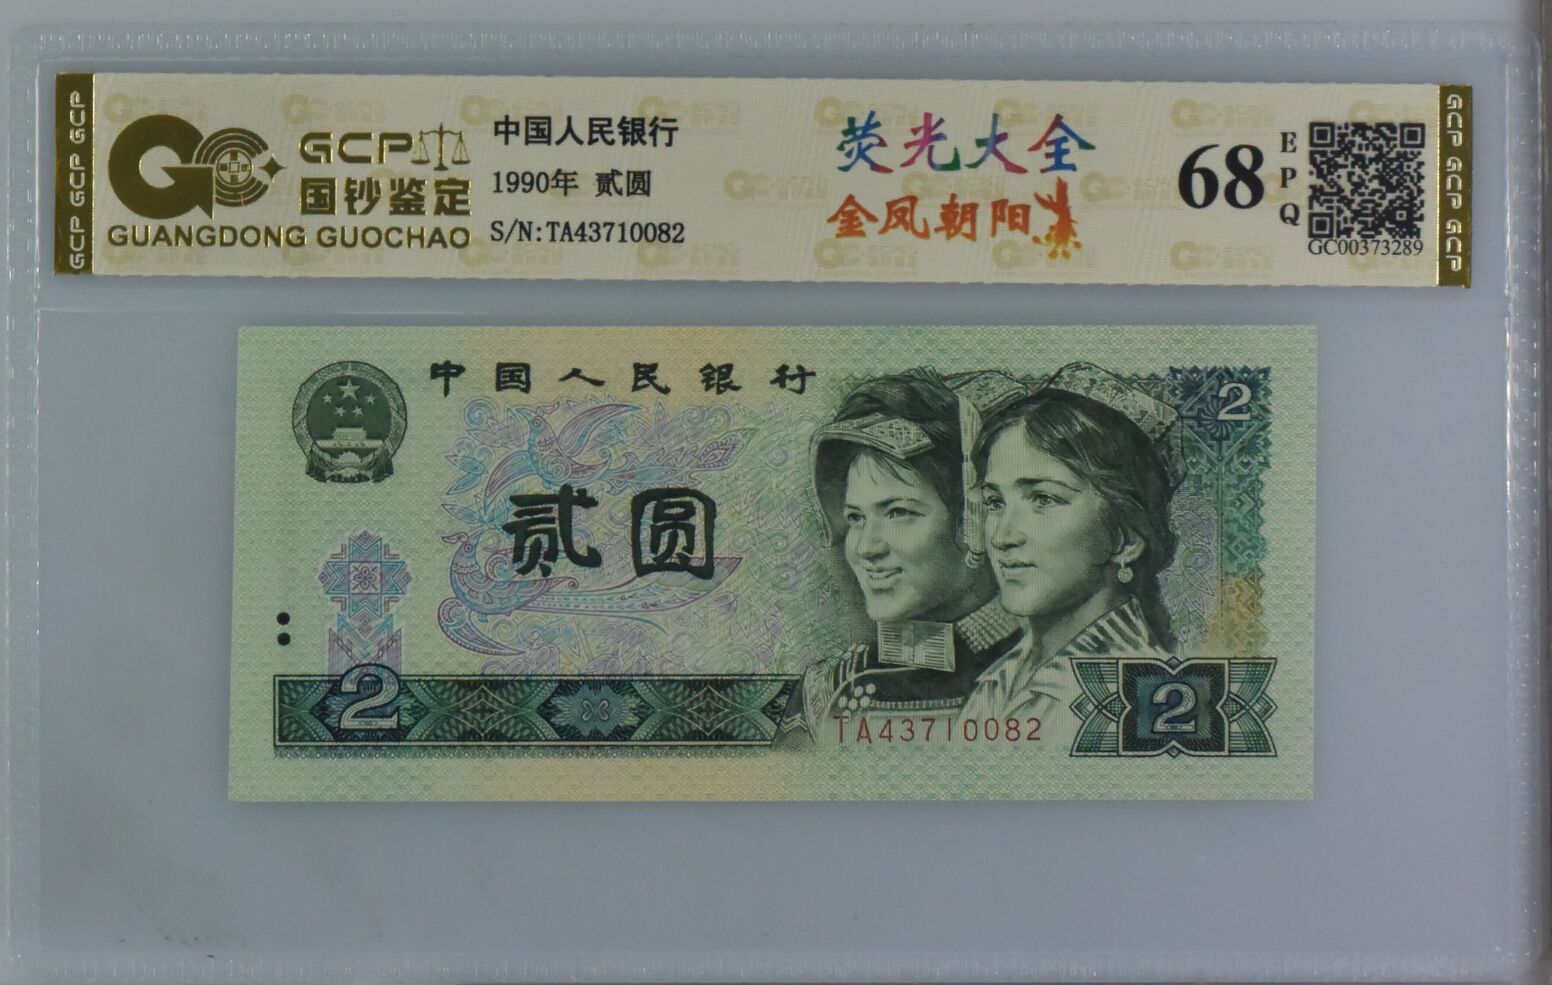 GCP GCP GCP
GCP
国钞鉴定
GUANGDONG GUOCHAO
中国人民银行
1990年 贰圆
S/N:TA43710082
荧光大全
金凤朝阳
68
EPQ
GC00373289
GCP GCP GCP
中国人民银行
2
贰圆
2
TA43710082
2